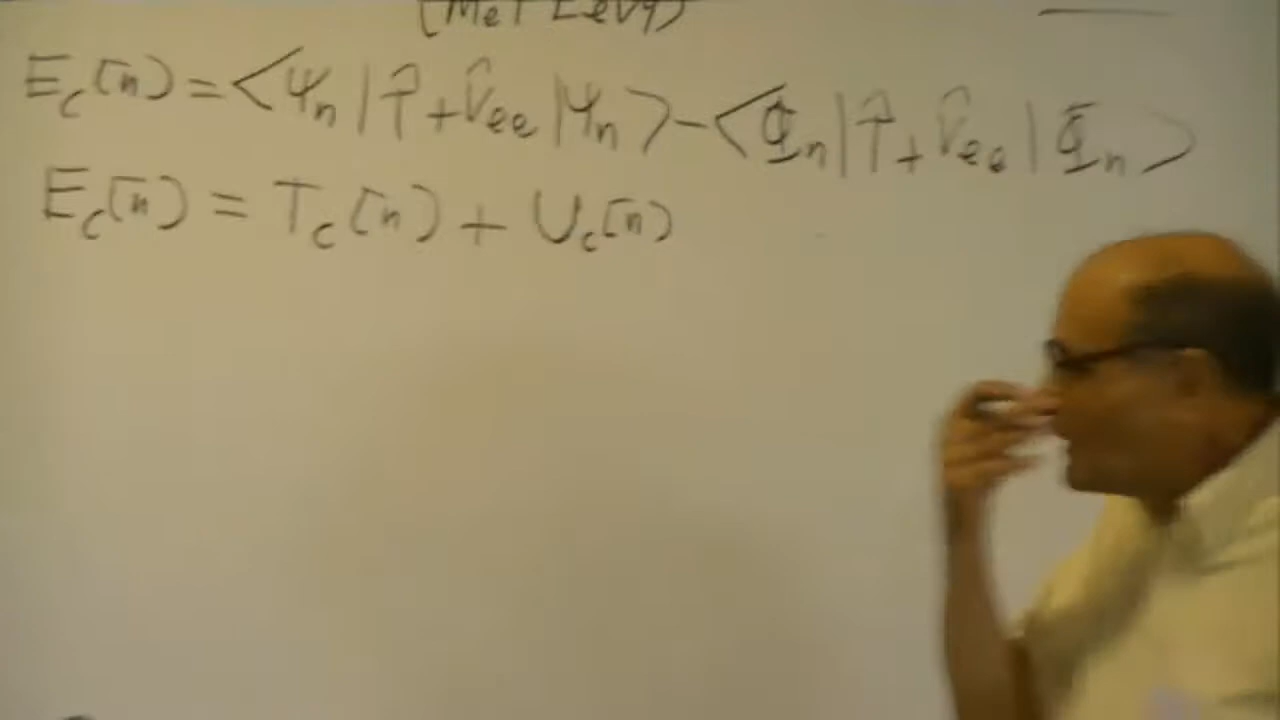 (Mel Levy)
E_c[n] = <Ψ_n|T̂+V̂_ee|Ψ_n> - <Φ_n|T̂+V̂_ee|Φ_n>
E_c[n] = T_c[n] + U_c[n]